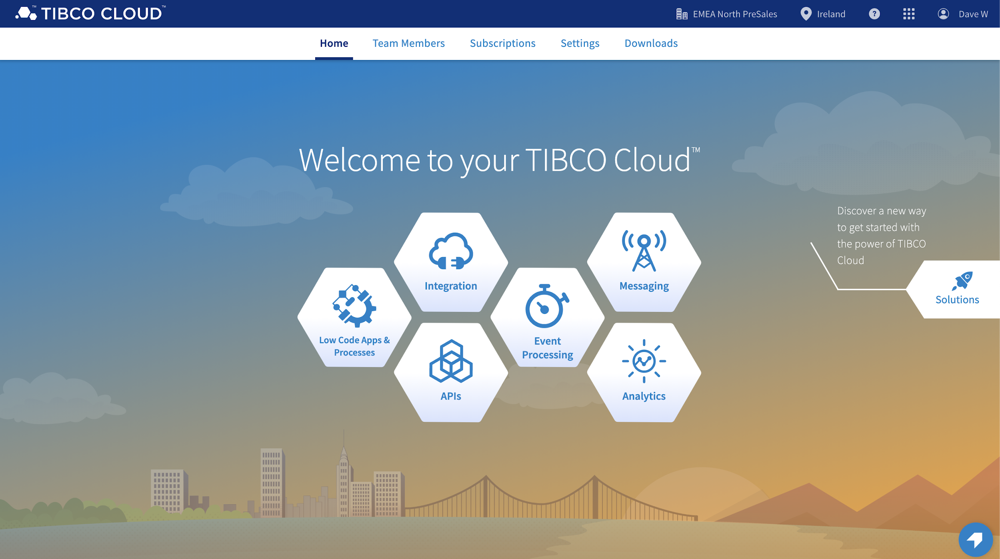 TIBCO CLOUD™
EMEA North PreSales
Ireland
?
Dave W
Home
Team Members
Subscriptions
Settings
Downloads
Welcome to your TIBCO Cloud™
Discover a new way
to get started with
the power of TIBCO
Cloud
Integration
Messaging
Solutions
Low Code Apps &
Processes
Event
Processing
APIs
Analytics